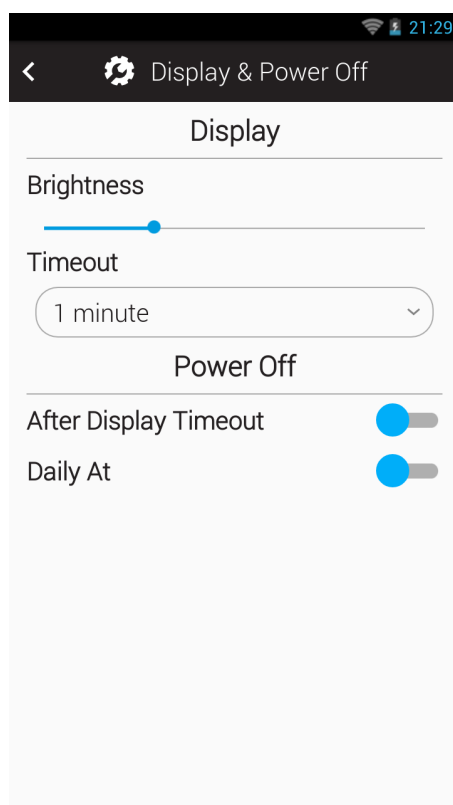 21:29
Display & Power Off
Display
Brightness
Timeout
1 minute
Power Off
After Display Timeout
Daily At